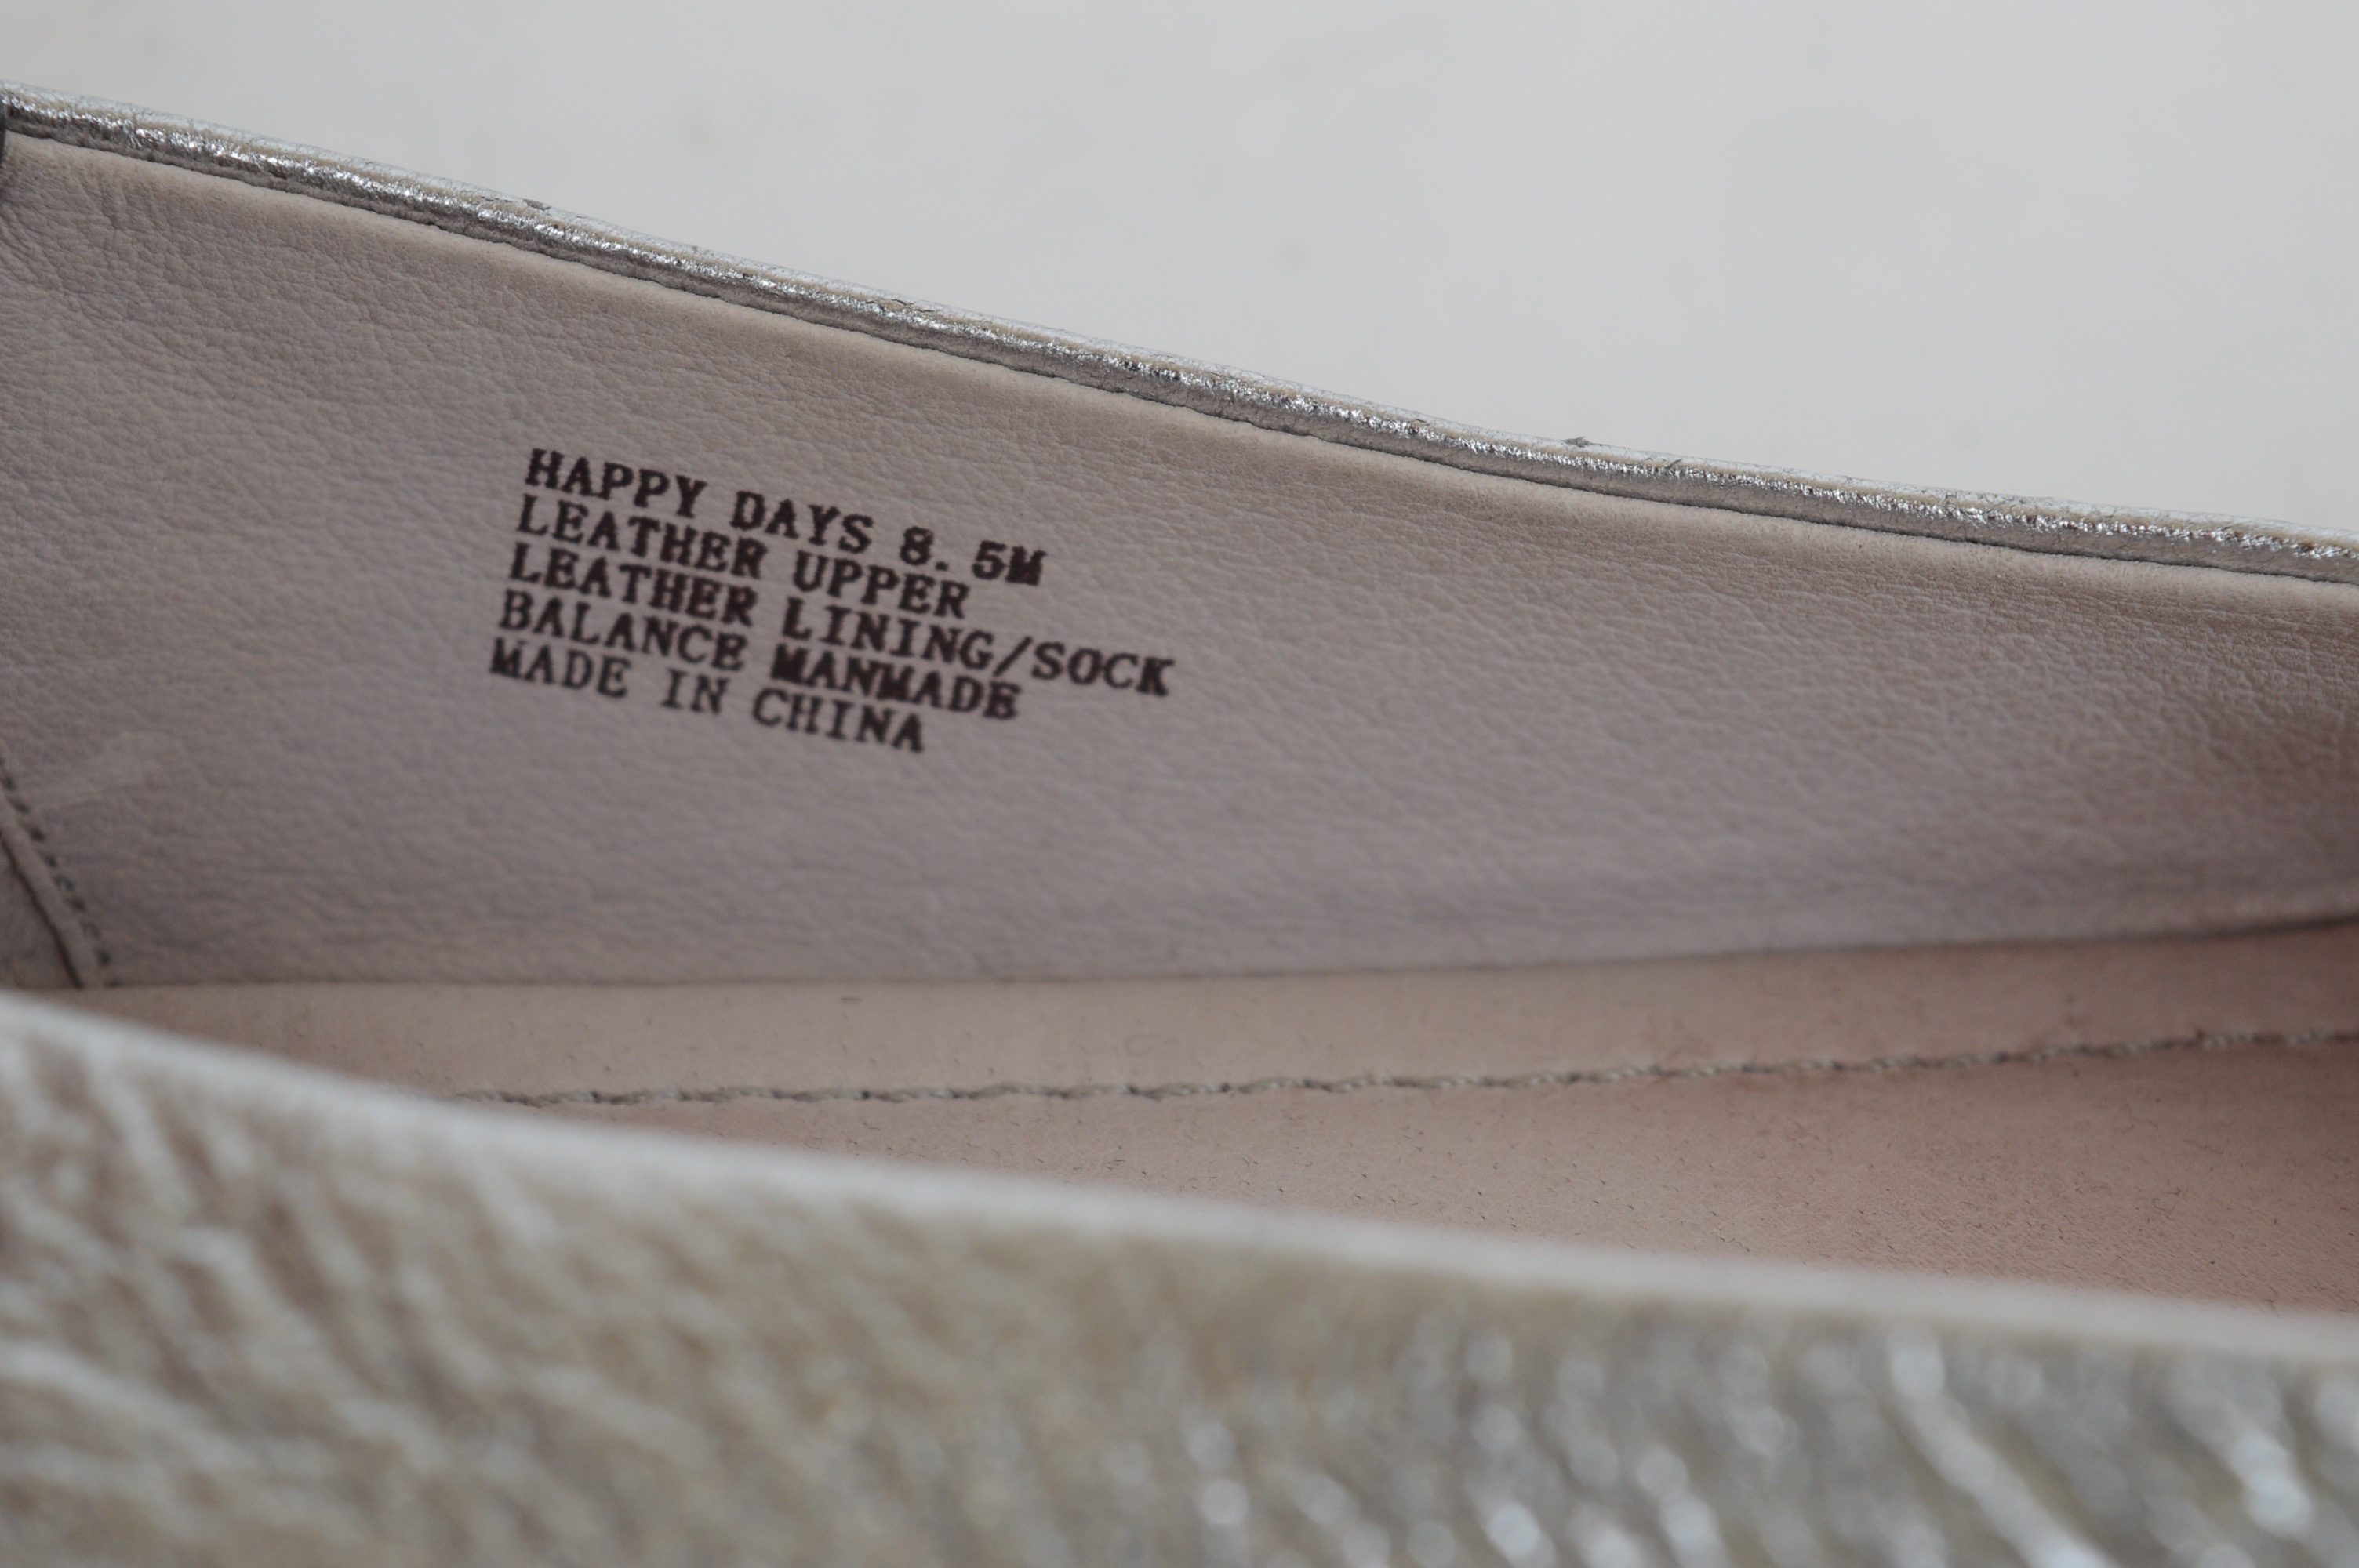 HAPPY DAYS 8.5M
LEATHER UPPER
LEATHER LINING/SOCK
BALANCE MANMADE
MADE IN CHINA